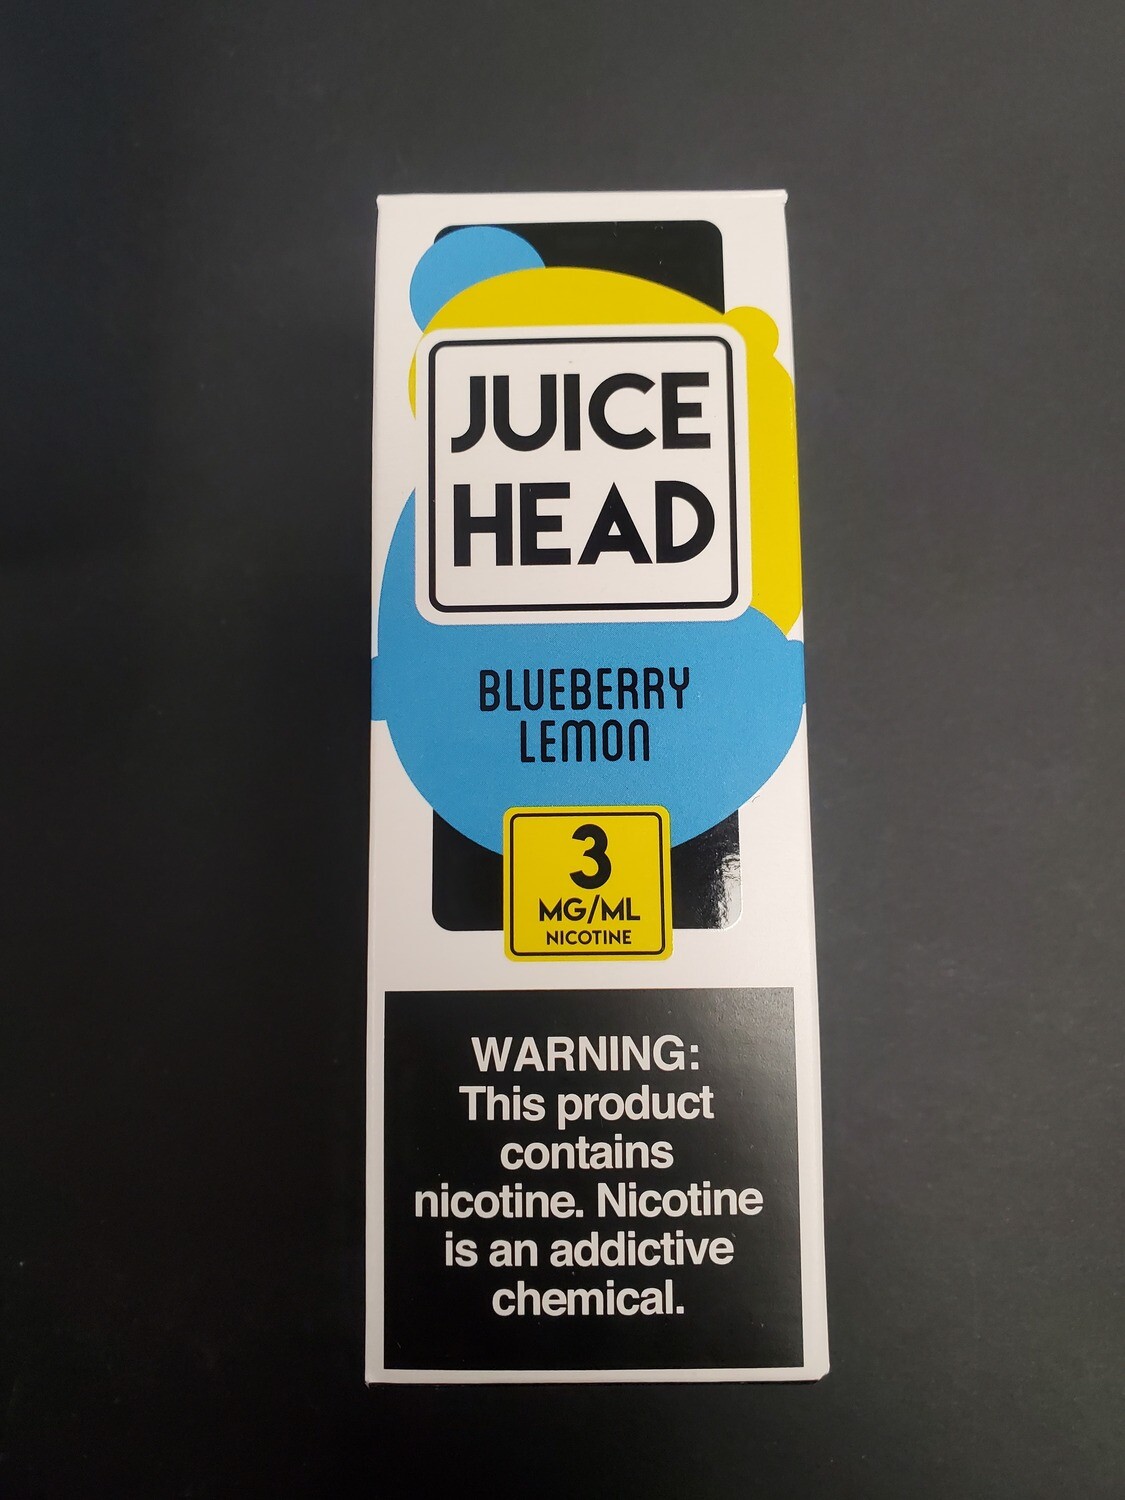 JUICE
HEAD
BLUEBERRY
LEMON
3
MG/ML
NICOTINE
WARNING:
This product
contains
nicotine. Nicotine
is an addictive
chemical.